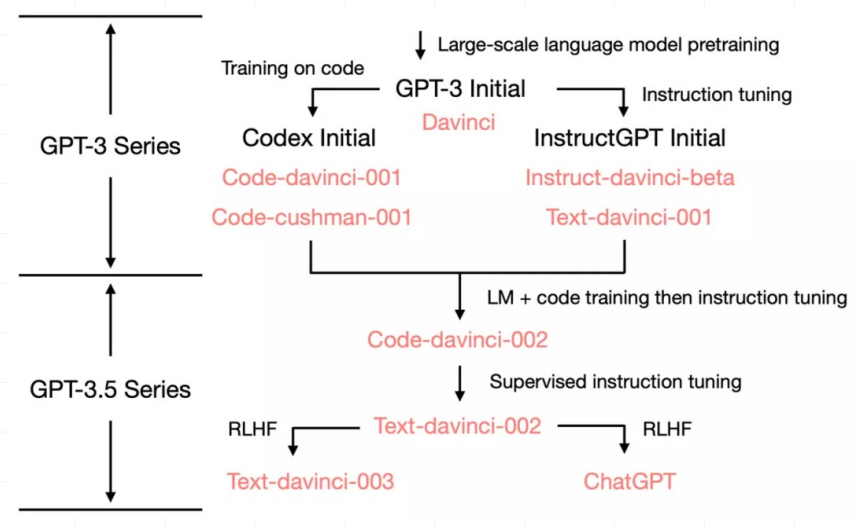 Large-scale language model pretraining
Training on code
GPT-3 Initial
Instruction tuning
Davinci
Codex Initial
InstructGPT Initial
GPT-3 Series
Code-davinci-001
Instruct-davinci-beta
Code-cushman-001
Text-davinci-001
LM + code training then instruction tuning
Code-davinci-002
GPT-3.5 Series
Supervised instruction tuning
Text-davinci-002
RLHF
RLHF
Text-davinci-003
ChatGPT